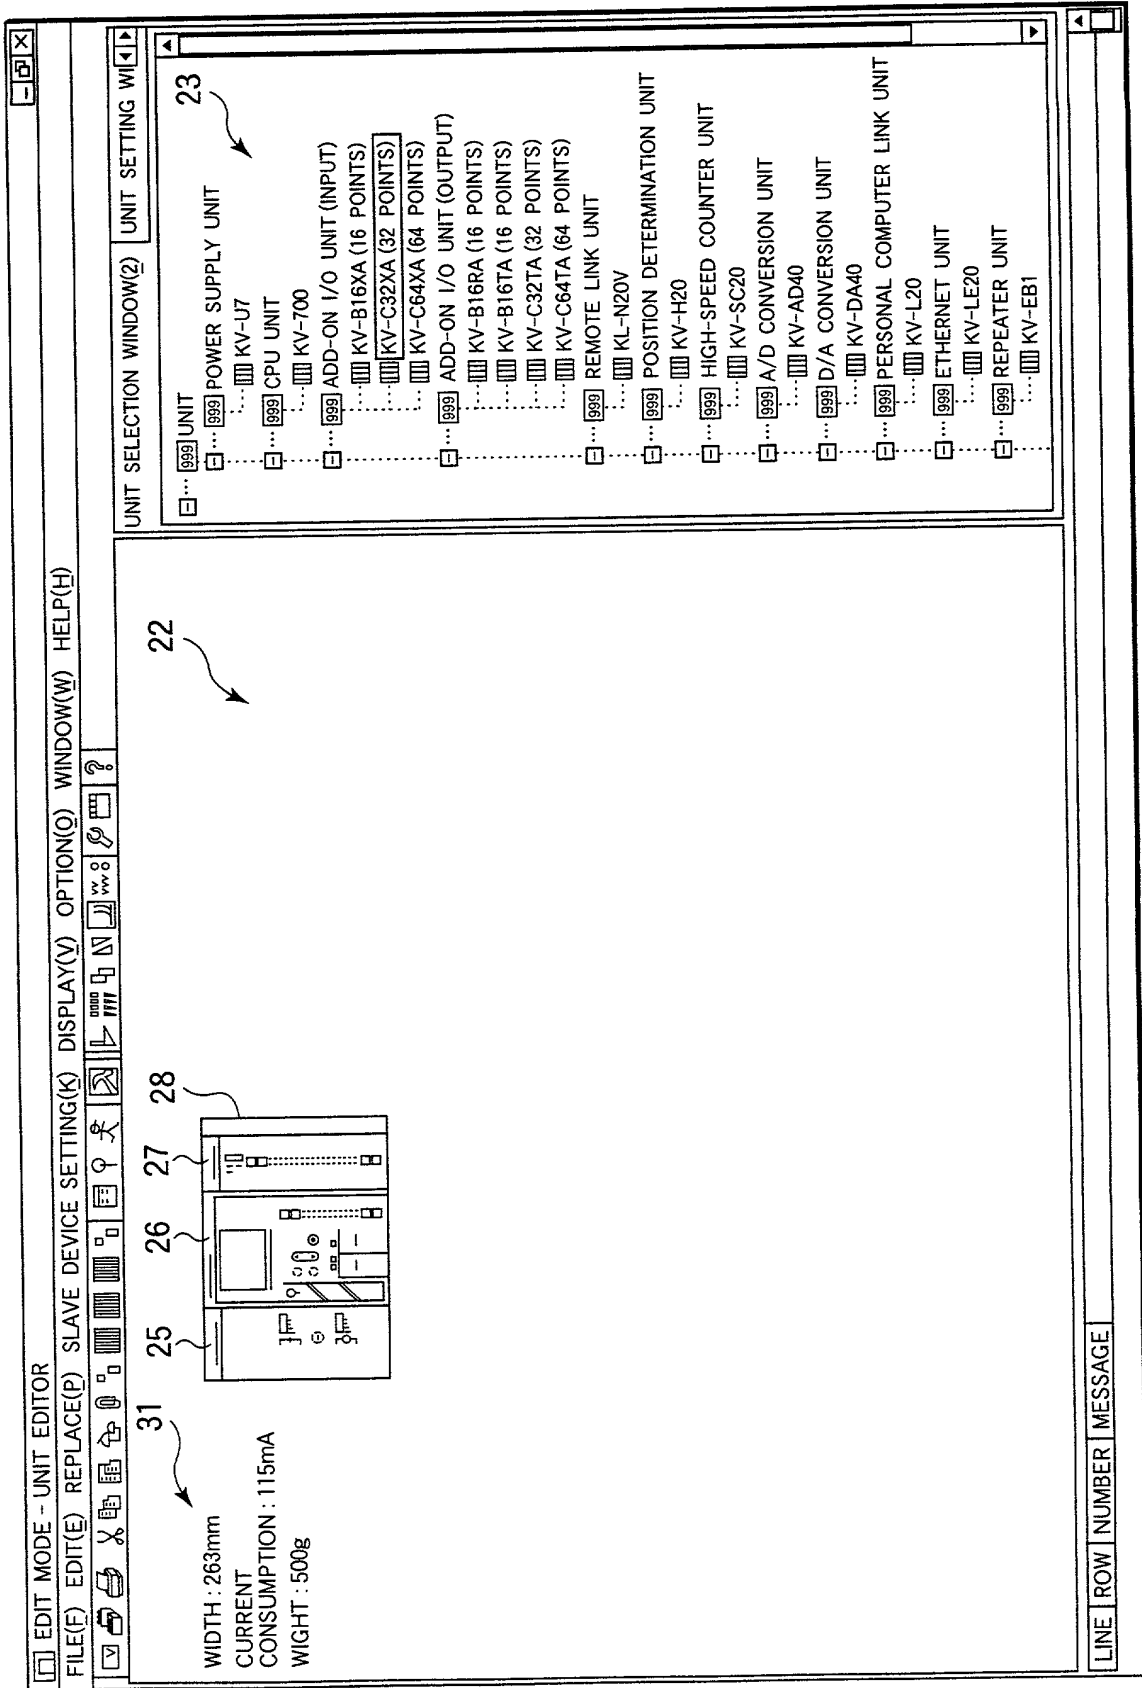 EDIT MODE - UNIT EDITOR
FILE(F) EDIT(E) REPLACE(P) SLAVE DEVICE SETTING(K) DISPLAY(V) OPTION(O) WINDOW(W) HELP(H)
?
UNIT SELECTION WINDOW(2) UNIT SETTING WI
31
25
26
27
28
22
23
WIDTH : 263mm
CURRENT
CONSUMPTION : 115mA
WIGHT : 500g
999 UNIT
999 POWER SUPPLY UNIT
KV-U7
999 CPU UNIT
KV-700
999 ADD-ON I/O UNIT (INPUT)
KV-B16XA (16 POINTS)
KV-C32XA (32 POINTS)
KV-C64XA (64 POINTS)
999 ADD-ON I/O UNIT (OUTPUT)
KV-B16RA (16 POINTS)
KV-B16TA (16 POINTS)
KV-C32TA (32 POINTS)
KV-C64TA (64 POINTS)
999 REMOTE LINK UNIT
KL-N20V
999 POSITION DETERMINATION UNIT
KV-H20
999 HIGH-SPEED COUNTER UNIT
KV-SC20
999 A/D CONVERSION UNIT
KV-AD40
999 D/A CONVERSION UNIT
KV-DA40
999 PERSONAL COMPUTER LINK UNIT
KV-L20
999 ETHERNET UNIT
KV-LE20
999 REPEATER UNIT
KV-EB1
LINE ROW NUMBER MESSAGE